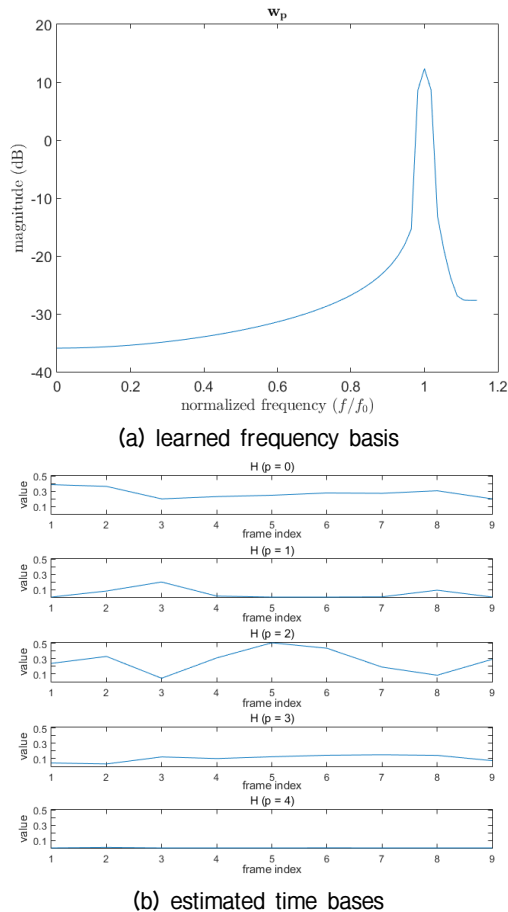 w_p
20
10
0
-10
-20
-30
-40
magnitude (dB)
0 0.2 0.4 0.6 0.8 1 1.2
normalized frequency (f/f_0)
(a) learned frequency basis
H (p = 0)
0.5
0.3
0.1
value
1 2 3 4 5 6 7 8 9
frame index
H (p = 1)
0.5
0.3
0.1
value
1 2 3 4 5 6 7 8 9
frame index
H (p = 2)
0.5
0.3
0.1
value
1 2 3 4 5 6 7 8 9
frame index
H (p = 3)
0.5
0.3
0.1
value
1 2 3 4 5 6 7 8 9
frame index
H (p = 4)
0.5
0.3
0.1
value
1 2 3 4 5 6 7 8 9
frame index
(b) estimated time bases